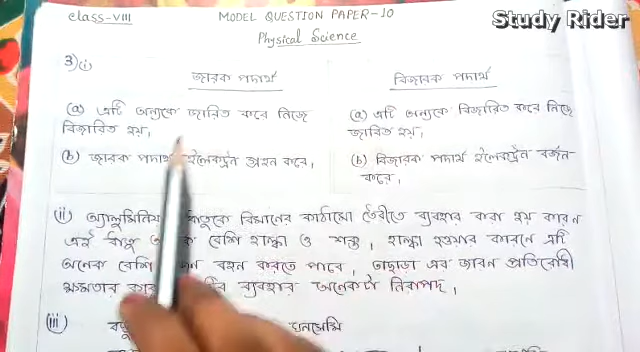 class-VIII MODEL QUESTION PAPER-10 Study Rider
Physical Science
3)(i)
জারক পদার্থ বিজারক পদার্থ
(a) এটি অন্যকে জারিত করে নিজে
বিজারিত হয়।
(b) জারক পদার্থ ইলেকট্রন গ্রহন করে।
(a) এটি অন্যকে বিজারিত করে নিজে
জারিত হয়।
(b) বিজারক পদার্থ ইলেকট্রন বর্জন
করে।
(ii) অ্যালুমিনিয়াম ধাতুকে বিমানের কাঠামো তৈরীতে ব্যবহার করা হয় কারন
এই ধাতু বেশি হাল্কা ও শক্ত। হাল্কা হওয়ার কারনে এটি
অনেক বেশি বহন করতে পারে। তাছাড়া এর জারন প্রতিরোধী
ক্ষমতার ব্যবহার অনেকটা নিরাপদ।
(iii) ঘনসেমি